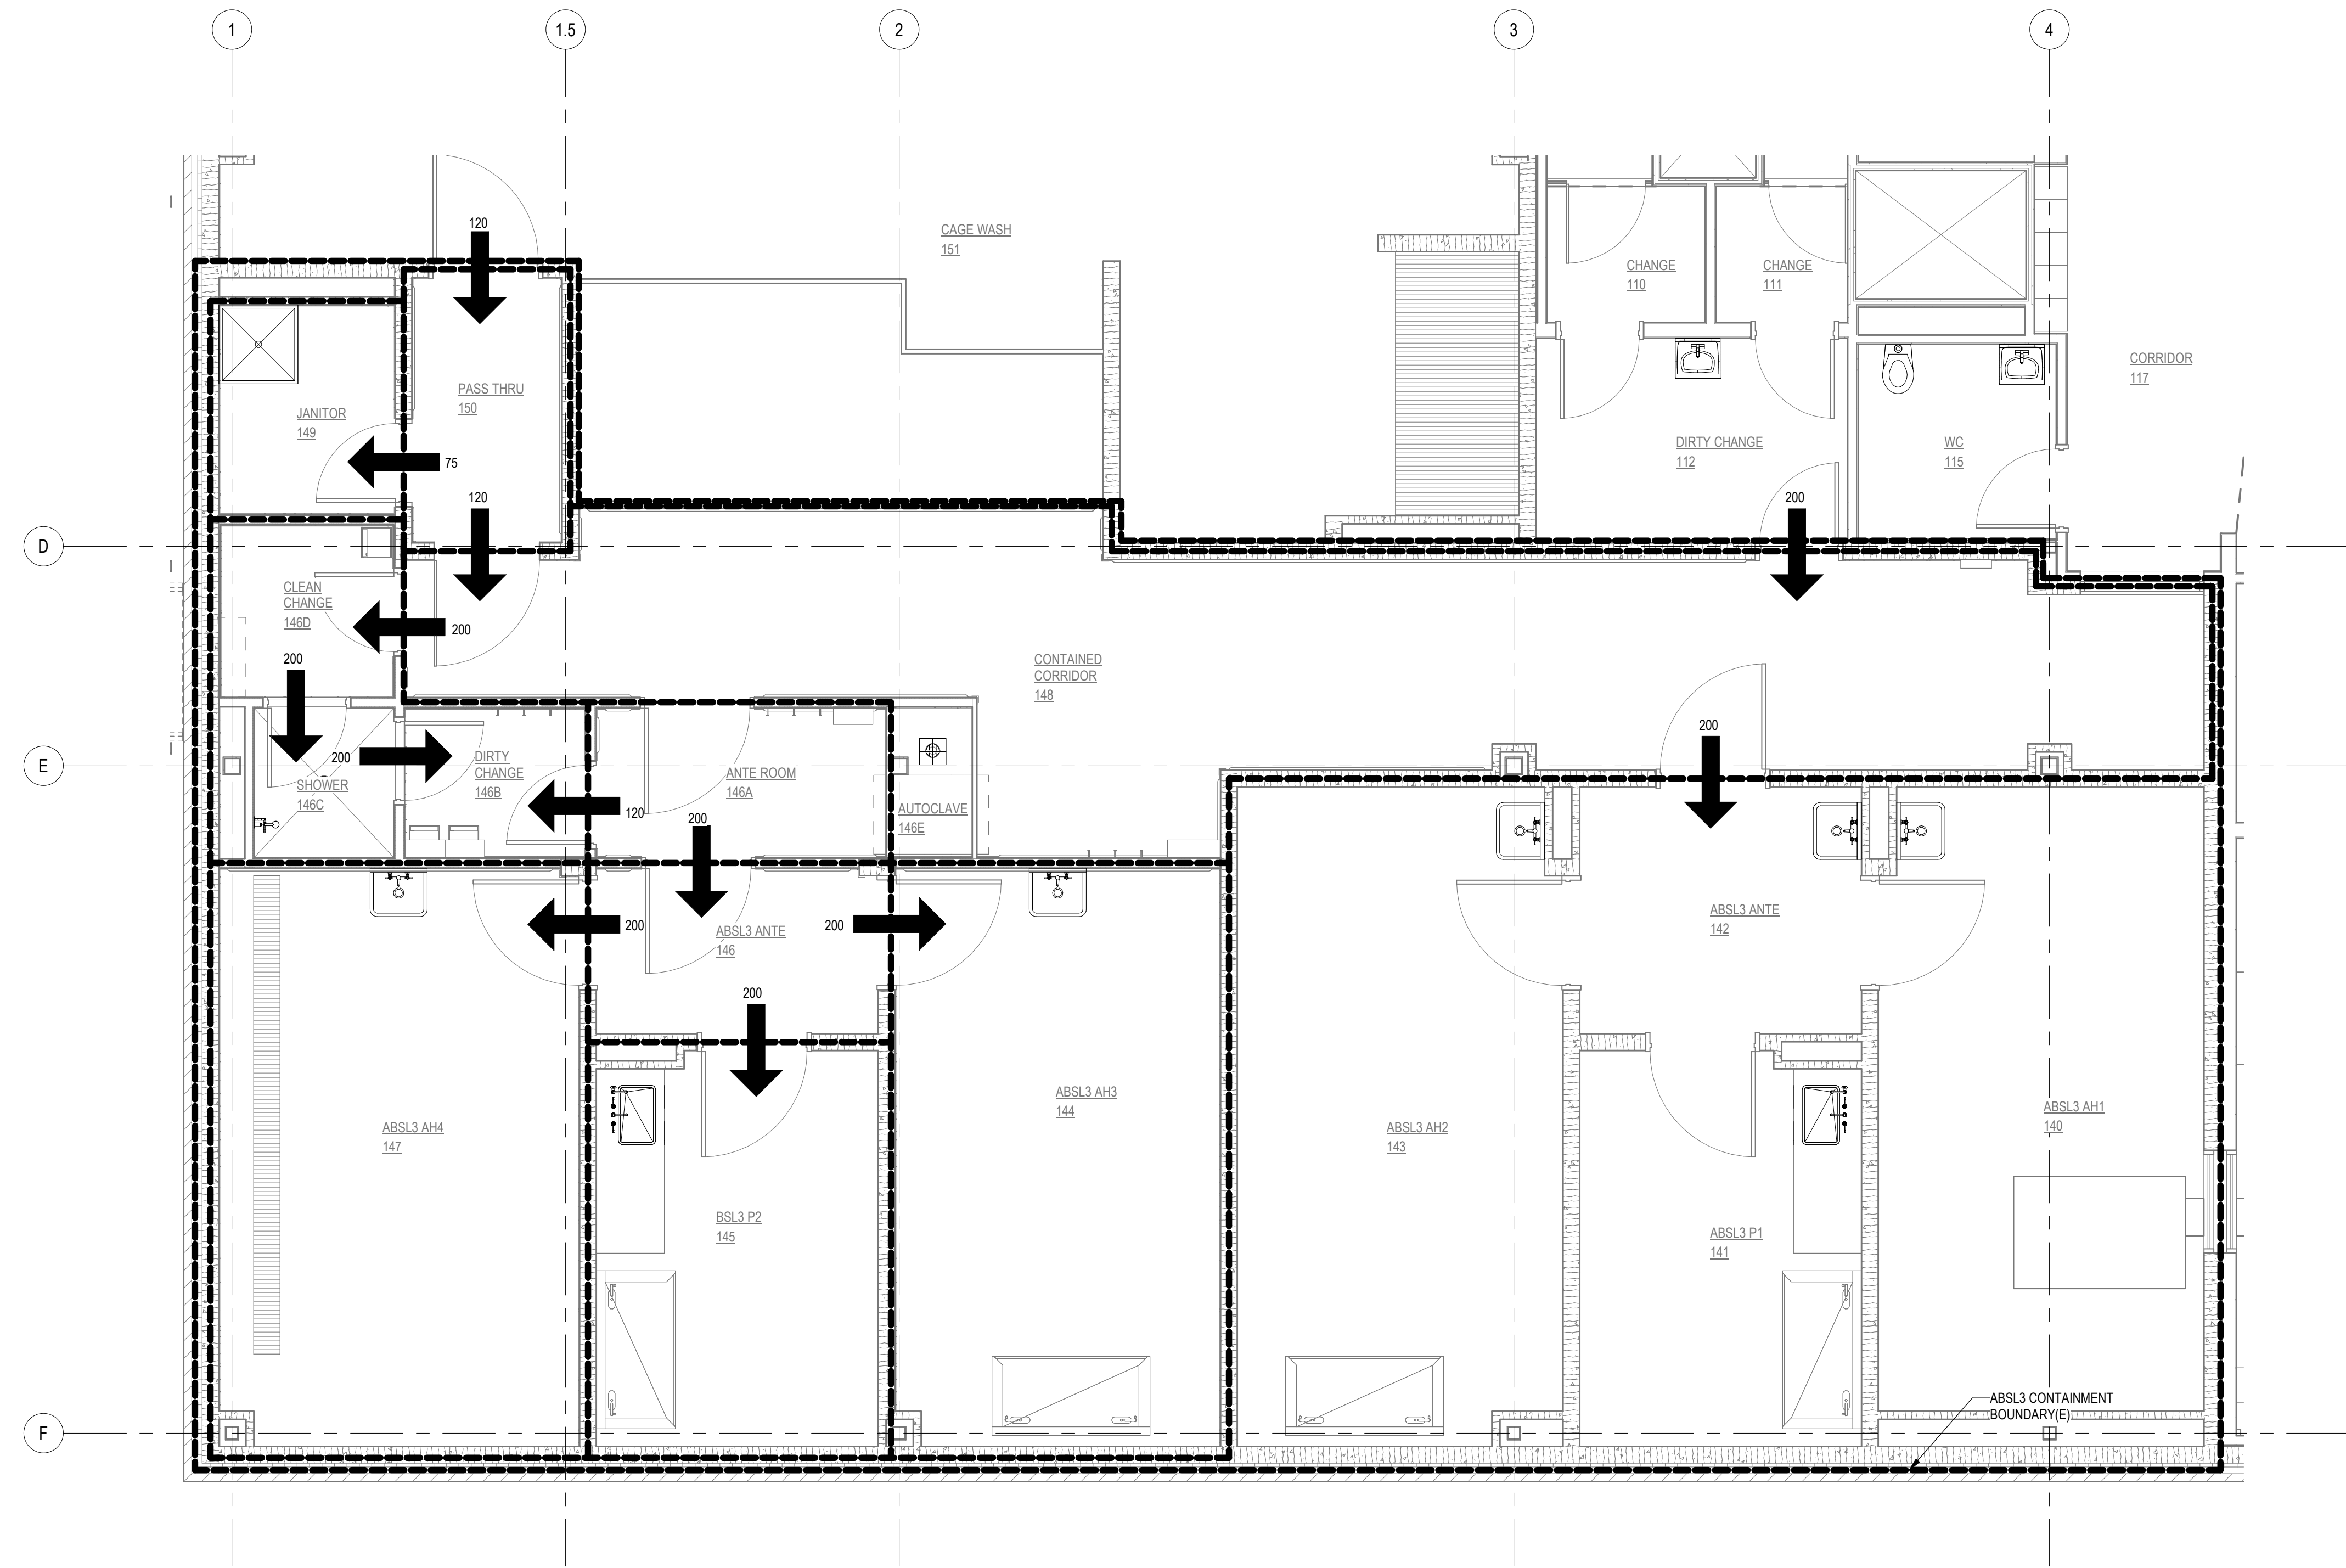 1
1.5
2
3
4
120
CAGE WASH
151
CHANGE
110
CHANGE
111
CORRIDOR
117
PASS THRU
150
JANITOR
149
DIRTY CHANGE
112
WC
115
75
120
200
D
CLEAN
CHANGE
146D
200
200
CONTAINED
CORRIDOR
148
200
200
E
DIRTY
CHANGE
146B
SHOWER
146C
ANTE ROOM
146A
120
200
AUTOCLAVE
146E
200
ABSL3 ANTE
146
200
ABSL3 ANTE
142
200
ABSL3 AH3
144
ABSL3 AH4
147
ABSL3 AH2
143
ABSL3 AH1
140
BSL3 P2
145
ABSL3 P1
141
ABSL3 CONTAINMENT
BOUNDARY(E)
F